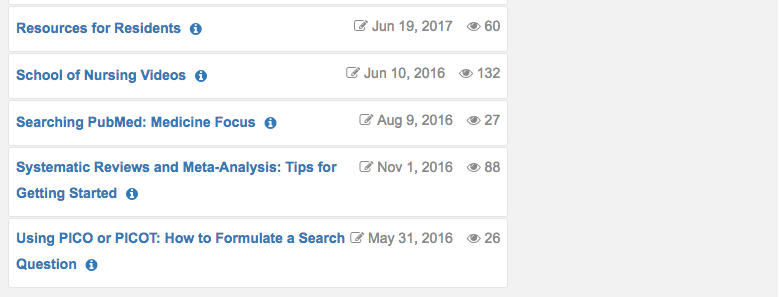 Resources for Residents Jun 19, 2017 60
School of Nursing Videos Jun 10, 2016 132
Searching PubMed: Medicine Focus Aug 9, 2016 27
Systematic Reviews and Meta-Analysis: Tips for Nov 1, 2016 88
Getting Started
Using PICO or PICOT: How to Formulate a Search May 31, 2016 26
Question